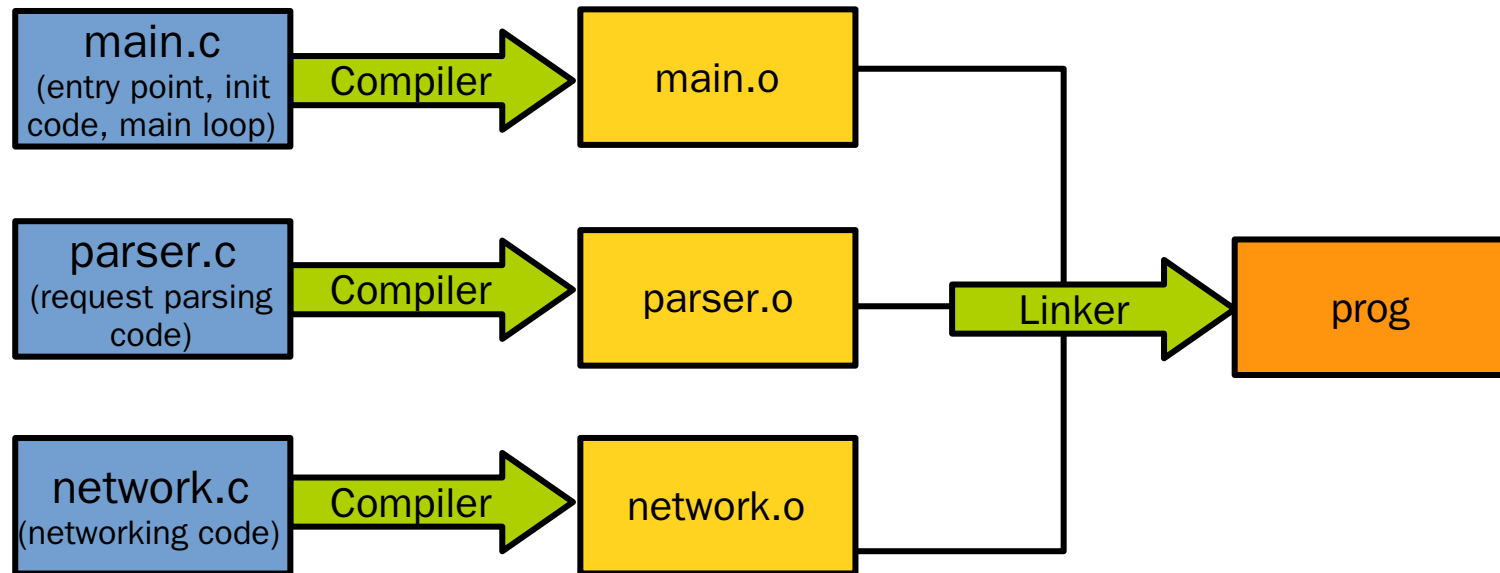 main.c
(entry point, init
code, main loop)
Compiler
main.o
parser.c
(request parsing
code)
Compiler
parser.o
Linker
prog
network.c
(networking code)
Compiler
network.o